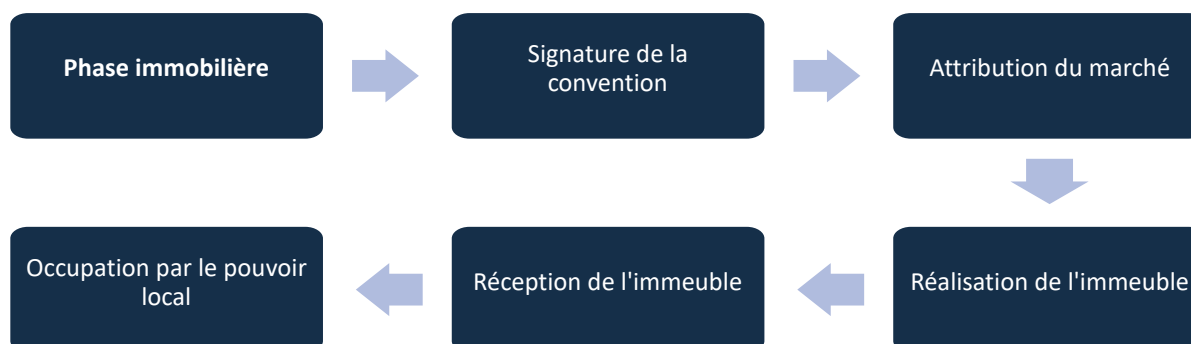 Phase immobilière
Signature de la
convention
Attribution du marché
Réalisation de l'immeuble
Réception de l'immeuble
Occupation par le pouvoir
local